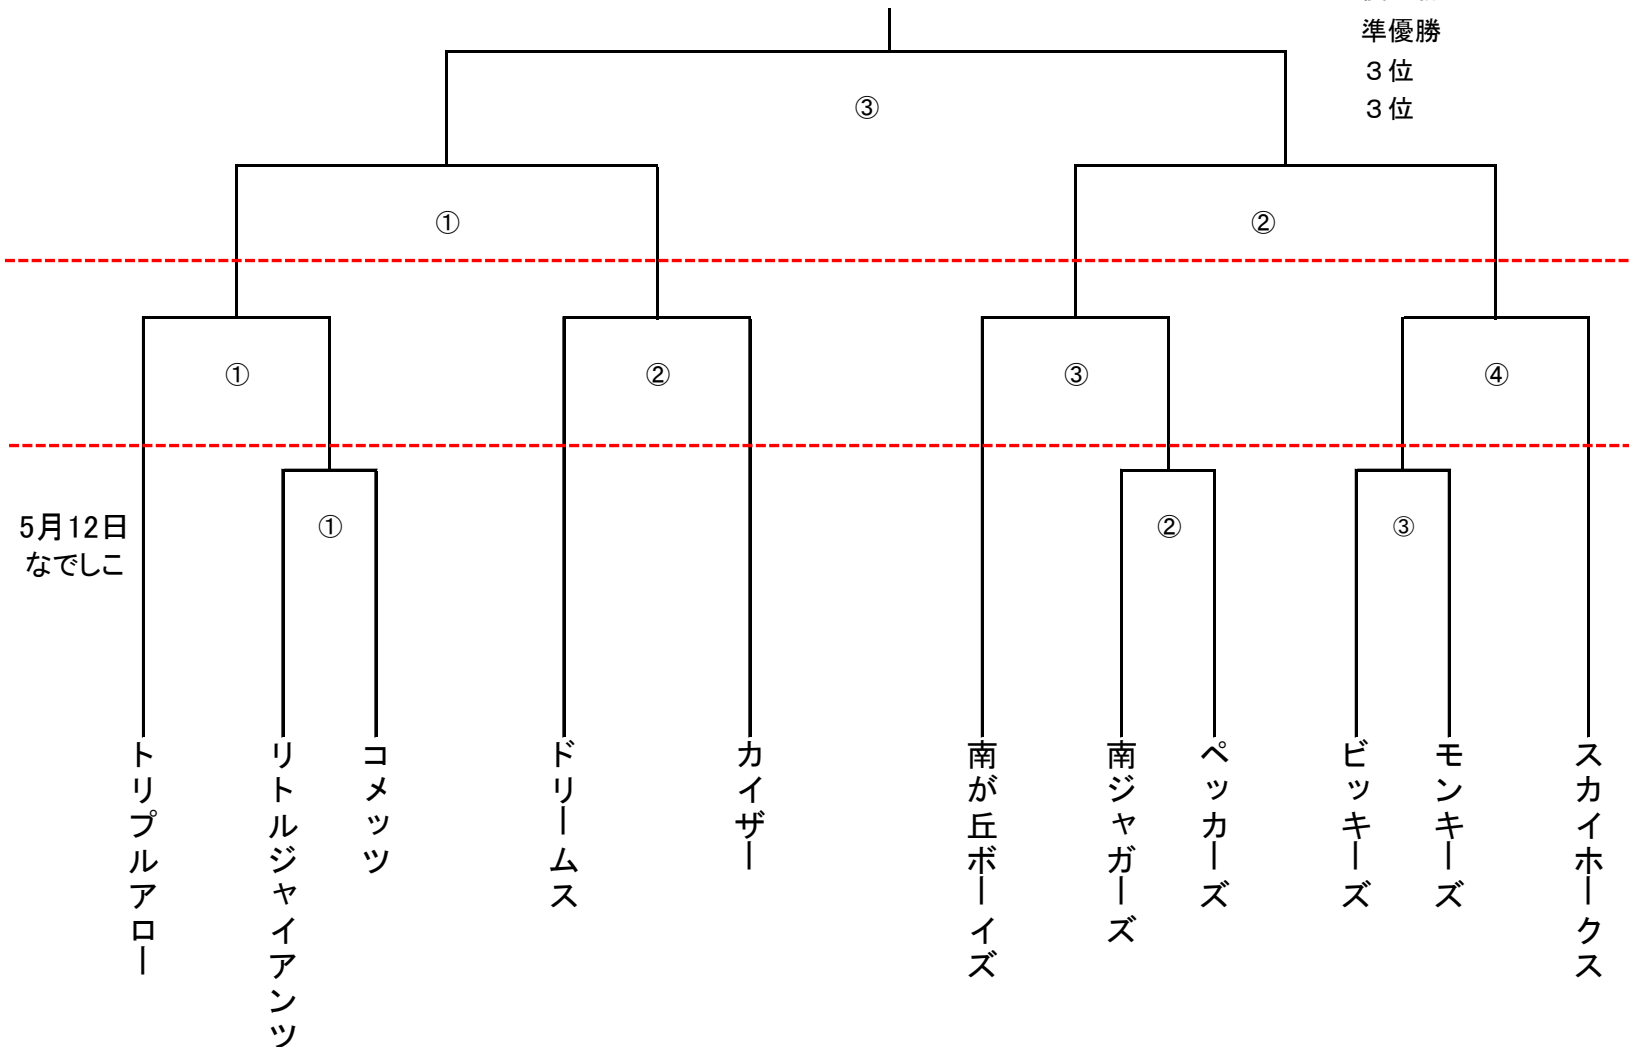 準優勝
３位
３位
③
①
②
①
②
③
④
5月12日
なでしこ
①
②
③
トリプルアロー
リトルジャイアンツ
コメッツ
ドリームス
カイザー
南が丘ボーイズ
南ジャガーズ
ペッカーズ
ビッキーズ
モンキーズ
スカイホークス